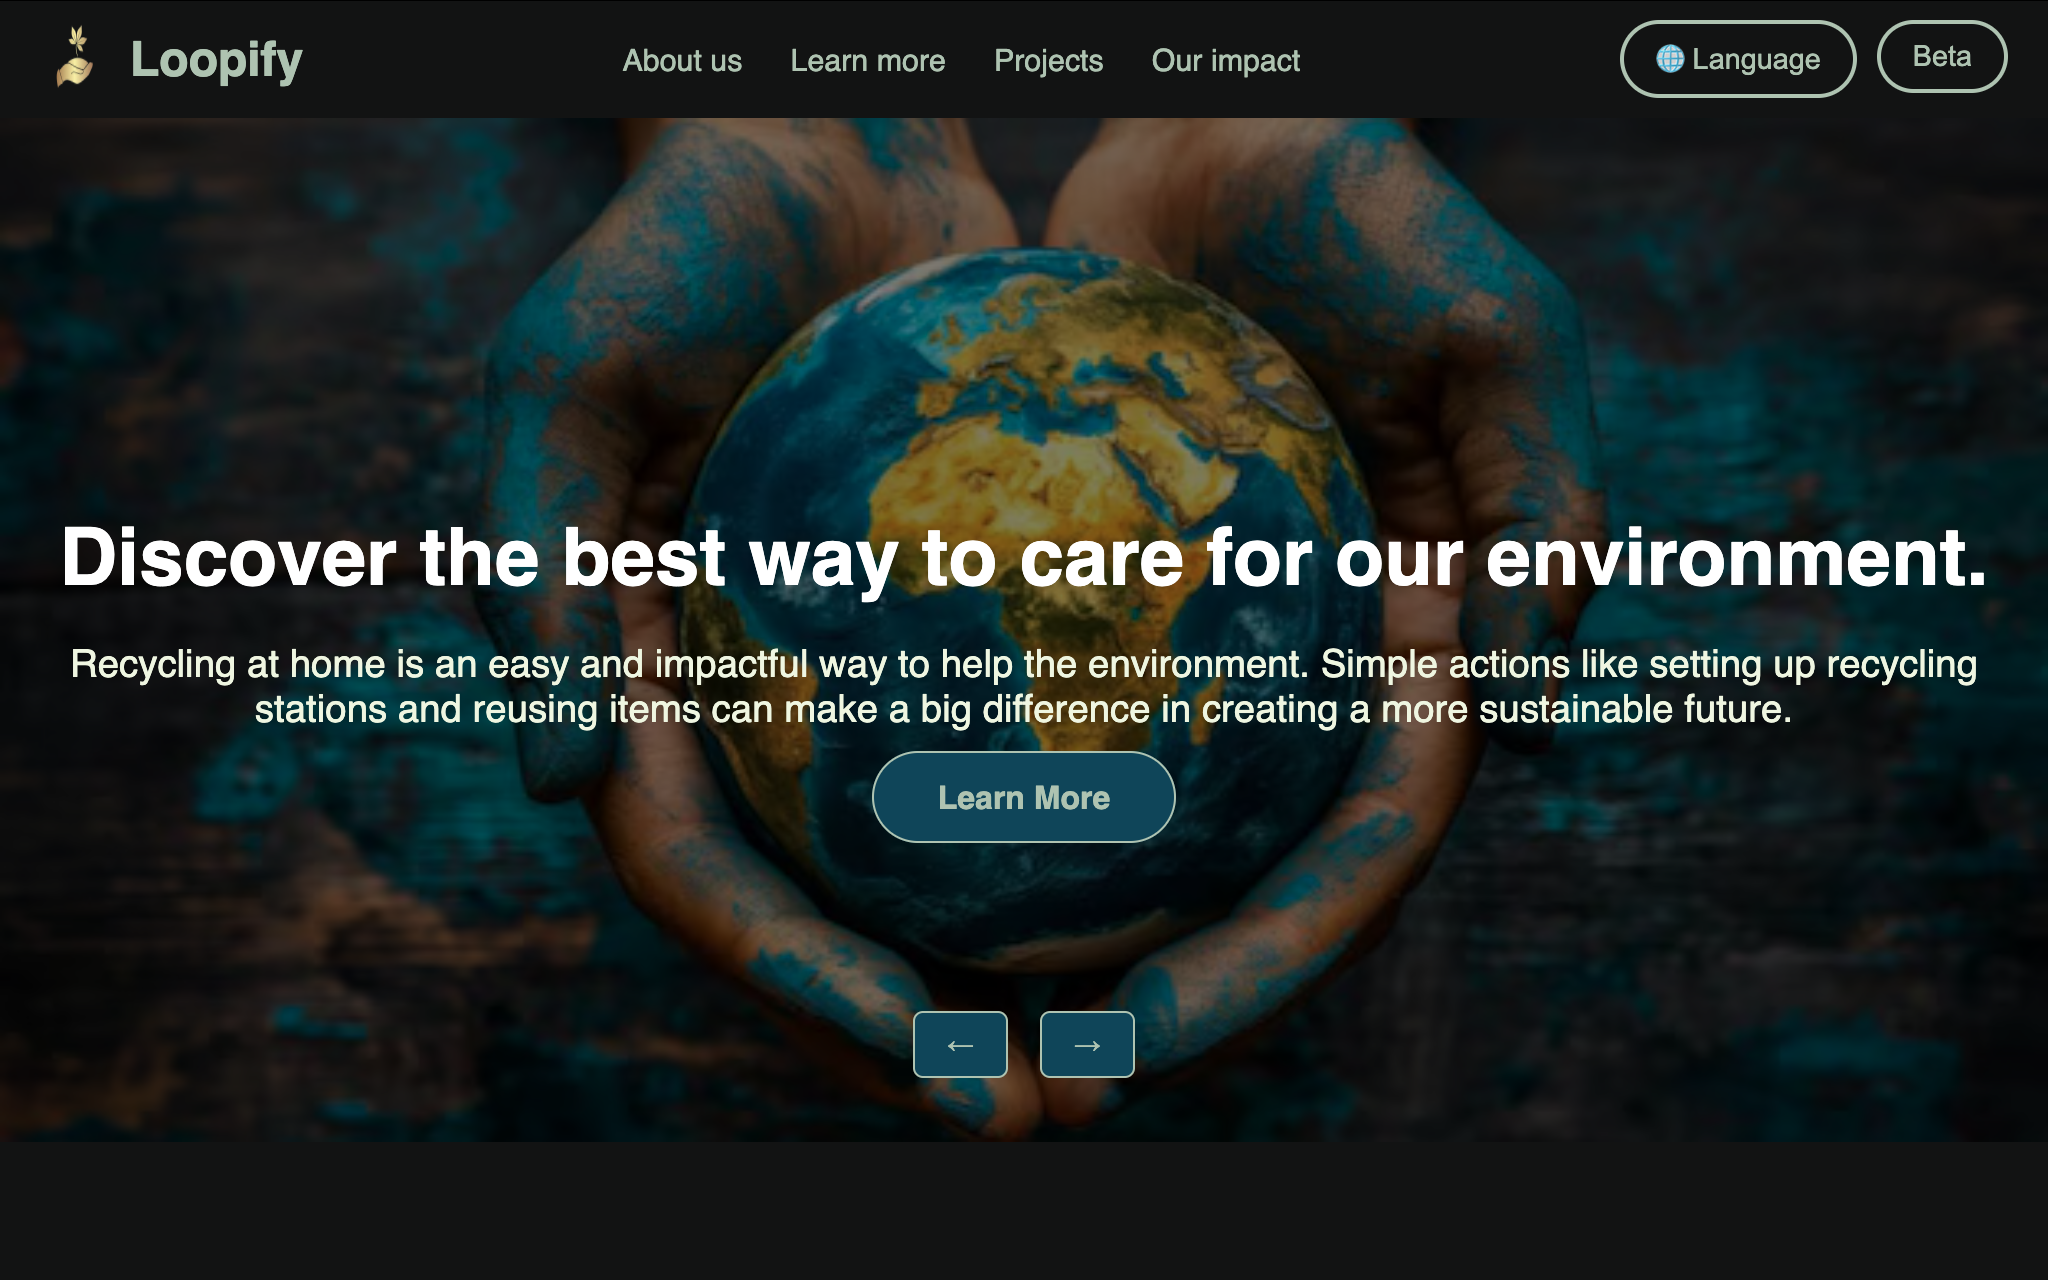 Loopify
About us
Learn more
Projects
Our impact
🌐 Language
Beta
Discover the best way to care for our environment.
Recycling at home is an easy and impactful way to help the environment. Simple actions like setting up recycling
stations and reusing items can make a big difference in creating a more sustainable future.
Learn More
← →